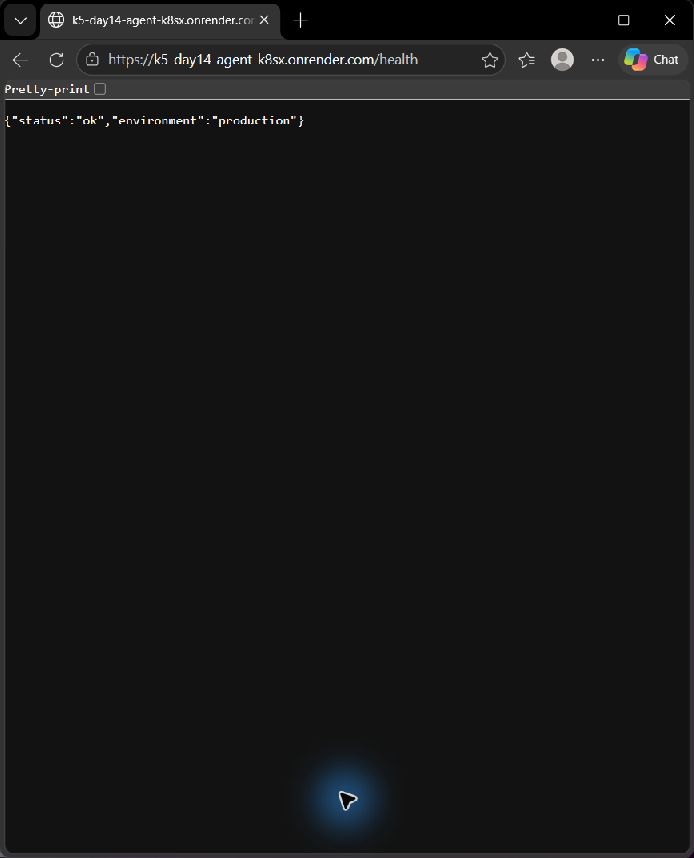 k5-day14-agent-k8sx.onrender.co
https://k5-day14-agent-k8sx.onrender.com/health
Chat
Pretty-print
{"status":"ok","environment":"production"}